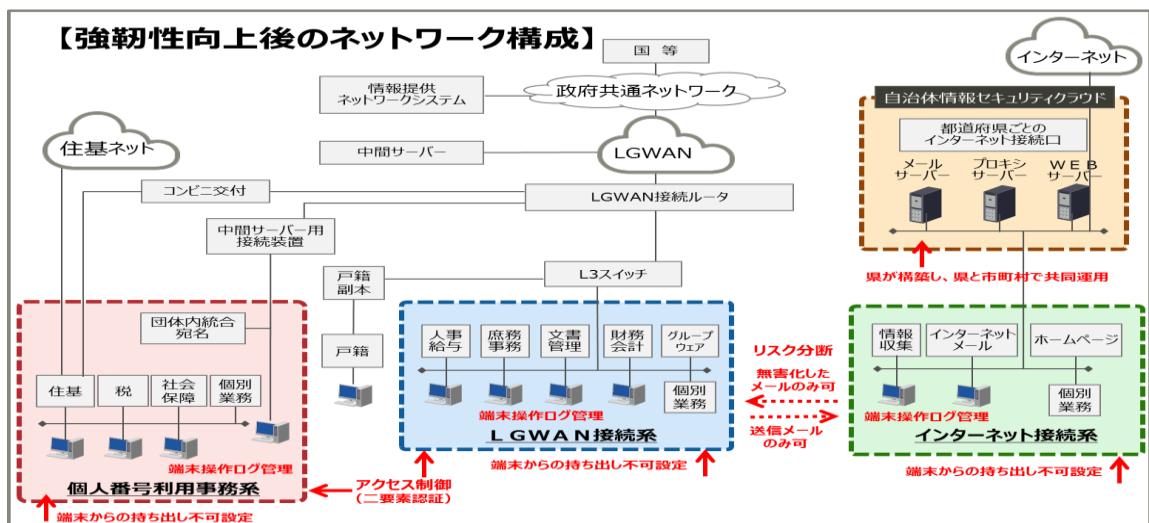 【強靭性向上後のネットワーク構成】
国 等
インターネット
情報提供
ネットワークシステム
政府共通ネットワーク
自治体情報セキュリティクラウド
都道府県ごとの
インターネット接続口
住基ネット
中間サーバー
LGWAN
メール
サーバー
プロキシ
サーバー
WEB
サーバー
コンビニ交付
LGWAN接続ルータ
中間サーバー用
接続装置
県が構築し、県と市町村で共同運用
戸籍
副本
L3スイッチ
団体内統合
宛名
戸籍
人事
給与
庶務
事務
文書
管理
財務
会計
グループ
ウェア
個別
業務
端末操作ログ管理
LGWAN接続系
リスク分断
無害化した
メールのみ可
送信メール
のみ可
情報
収集
インターネット
メール
ホームページ
個別
業務
端末操作ログ管理
インターネット接続系
住基
税
社会
保障
個別
業務
端末操作ログ管理
個人番号利用事務系
端末からの持ち出し不可設定
アクセス制御
(二要素認証)
端末からの持ち出し不可設定
端末からの持ち出し不可設定